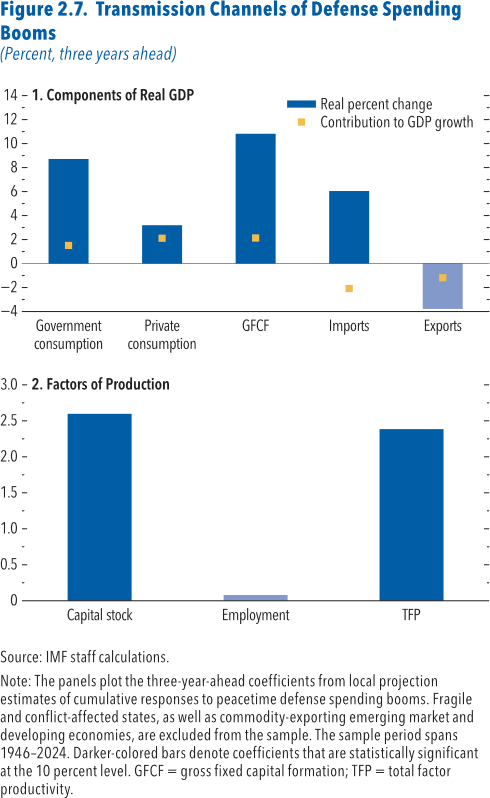 Figure 2.7. Transmission Channels of Defense Spending
Booms
(Percent, three years ahead)
14
1. Components of Real GDP
Real percent change
Contribution to GDP growth
12
10
8
6
4
2
0
−2
−4
Government
consumption
Private
consumption
GFCF
Imports
Exports
3.0
2. Factors of Production
2.5
2.0
1.5
1.0
0.5
0
Capital stock
Employment
TFP
Source: IMF staff calculations.
Note: The panels plot the three-year-ahead coefficients from local projection
estimates of cumulative responses to peacetime defense spending booms. Fragile
and conflict-affected states, as well as commodity-exporting emerging market and
developing economies, are excluded from the sample. The sample period spans
1946–2024. Darker-colored bars denote coefficients that are statistically significant
at the 10 percent level. GFCF = gross fixed capital formation; TFP = total factor
productivity.